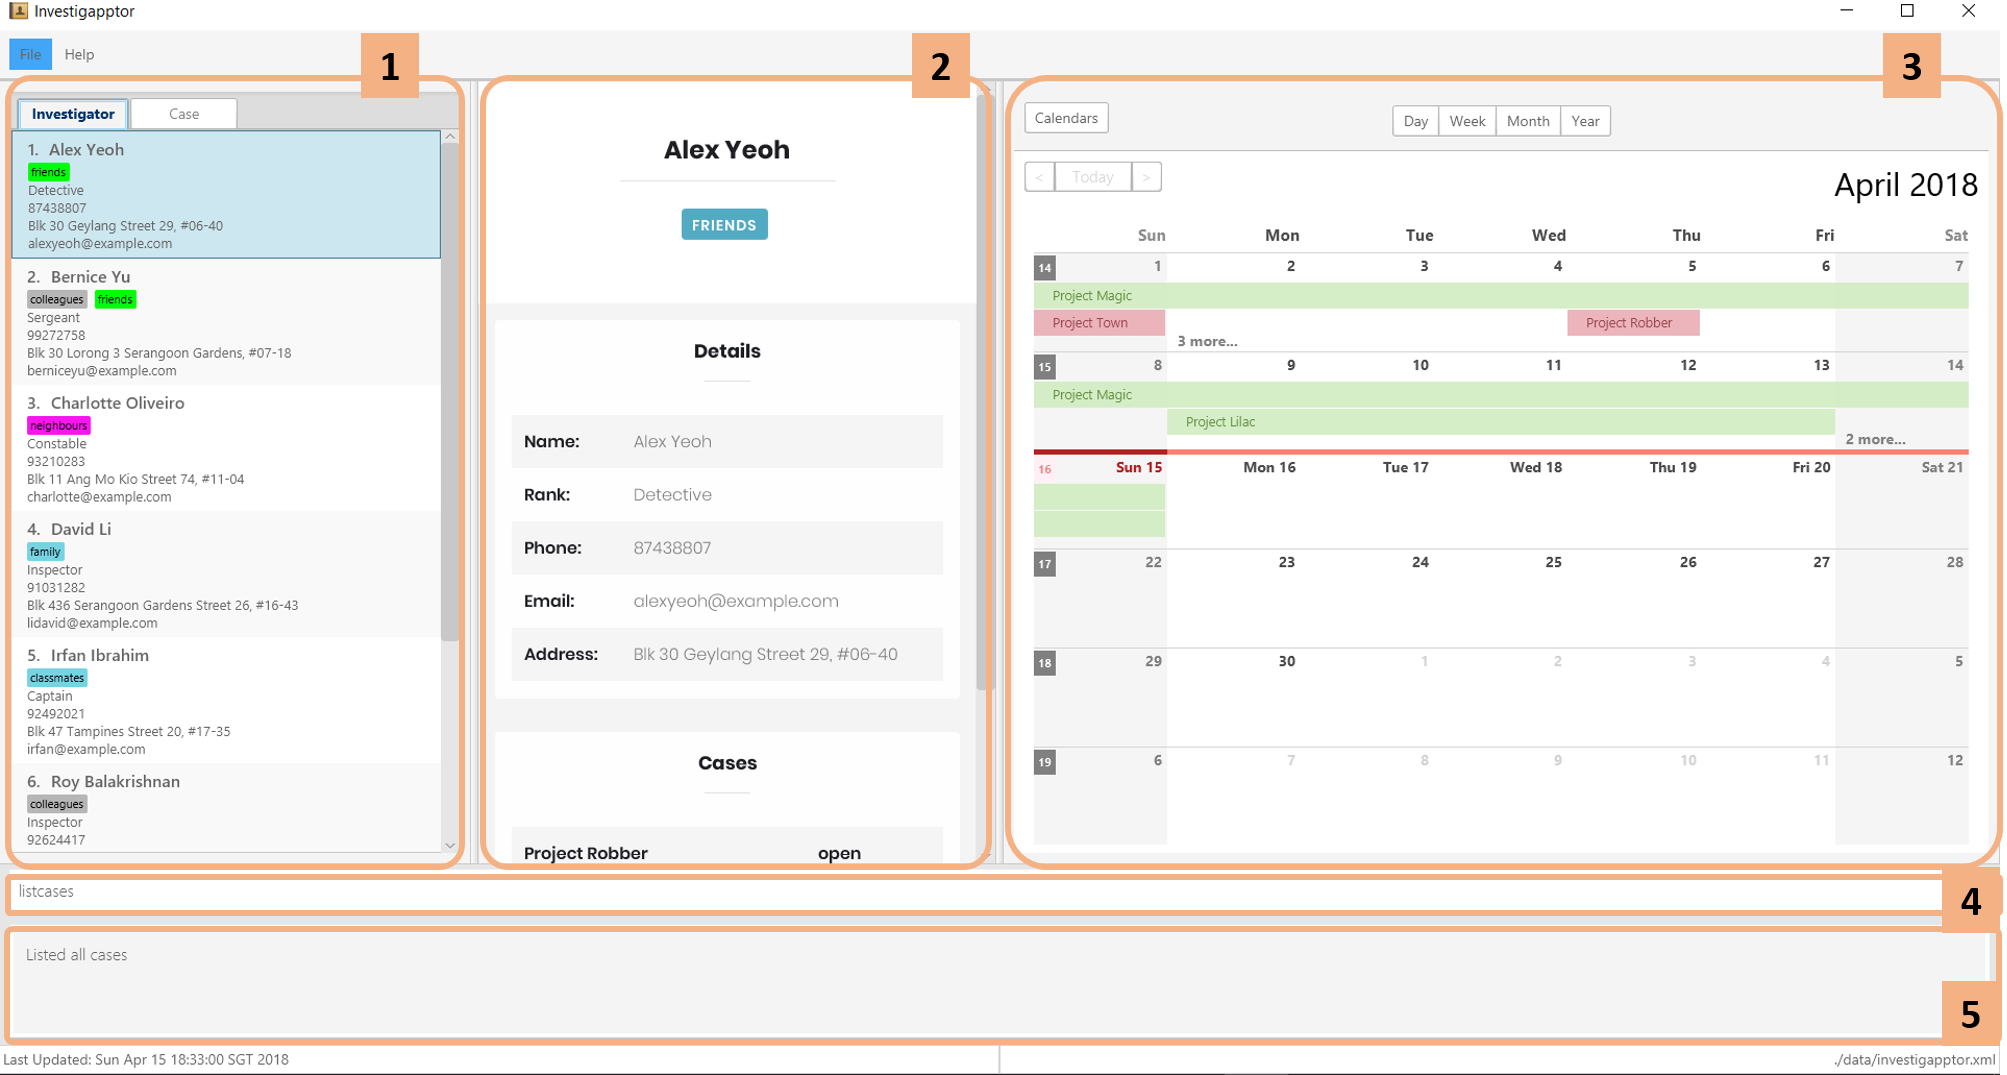 Investigapptor
File Help
1
2
3
Investigator Case
1. Alex Yeoh
friends
Detective
87438807
Blk 30 Geylang Street 29, #06-40
alexyeoh@example.com
2. Bernice Yu
colleagues friends
Sergeant
99272758
Blk 30 Lorong 3 Serangoon Gardens, #07-18
berniceyu@example.com
3. Charlotte Oliveiro
neighbours
Constable
93210283
Blk 11 Ang Mo Kio Street 74, #11-04
charlotte@example.com
4. David Li
family
Inspector
91031282
Blk 436 Serangoon Gardens Street 26, #16-43
lidavid@example.com
5. Irfan Ibrahim
classmates
Captain
92492021
Blk 47 Tampines Street 20, #17-35
irfan@example.com
6. Roy Balakrishnan
colleagues
Inspector
92624417
Alex Yeoh
FRIENDS
Details
Name: Alex Yeoh
Rank: Detective
Phone: 87438807
Email: alexyeoh@example.com
Address: Blk 30 Geylang Street 29, #06-40
Cases
Project Robber open
Calendars Day Week Month Year
< Today >
April 2018
Sun Mon Tue Wed Thu Fri Sat
14 1 2 3 4 5 6 7
Project Magic
Project Town Project Robber
3 more...
15 8 9 10 11 12 13 14
Project Magic
Project Lilac
2 more...
16 Sun 15 Mon 16 Tue 17 Wed 18 Thu 19 Fri 20 Sat 21
17 22 23 24 25 26 27 28
18 29 30 1 2 3 4 5
19 6 7 8 9 10 11 12
listcases
4
Listed all cases
5
Last Updated: Sun Apr 15 18:33:00 SGT 2018 ./data/investigapptor.xml